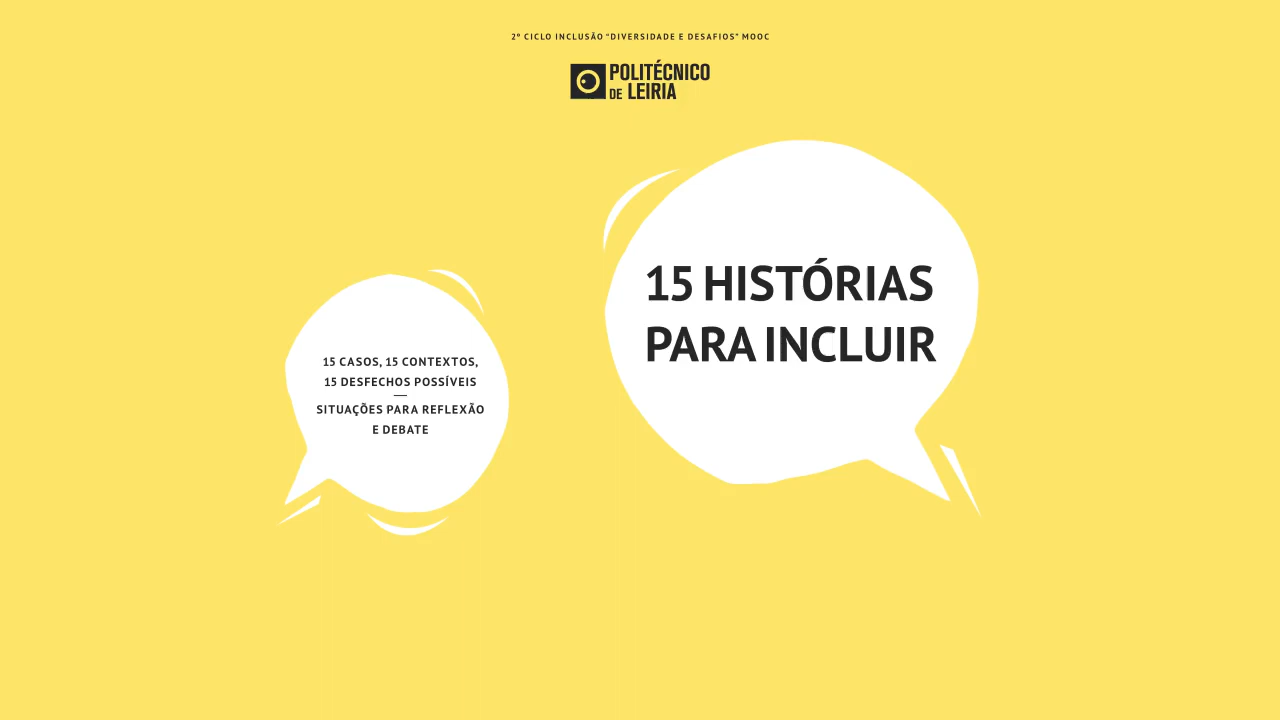 2º CICLO INCLUSÃO "DIVERSIDADE E DESAFIOS" MOOC
POLITÉCNICO
DE LEIRIA
15 HISTÓRIAS
PARA INCLUIR
15 CASOS, 15 CONTEXTOS,
15 DESFECHOS POSSÍVEIS
—
SITUAÇÕES PARA REFLEXÃO
E DEBATE